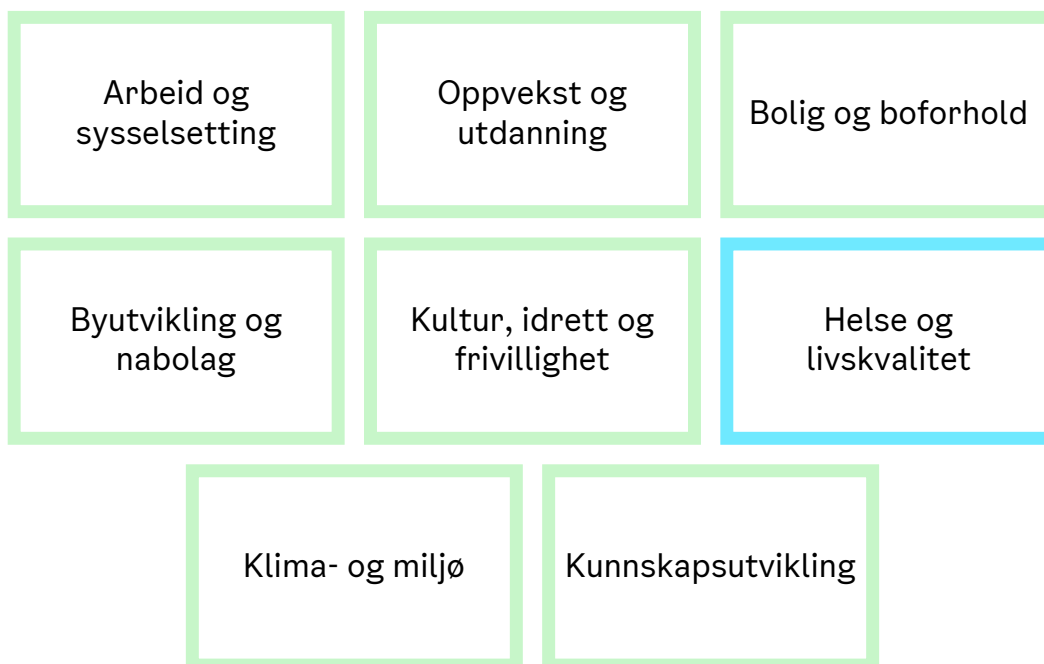 Arbeid og
sysselsetting
Oppvekst og
utdanning
Bolig og boforhold
Byutvikling og
nabolag
Kultur, idrett og
frivillighet
Helse og
livskvalitet
Klima- og miljø
Kunnskapsutvikling